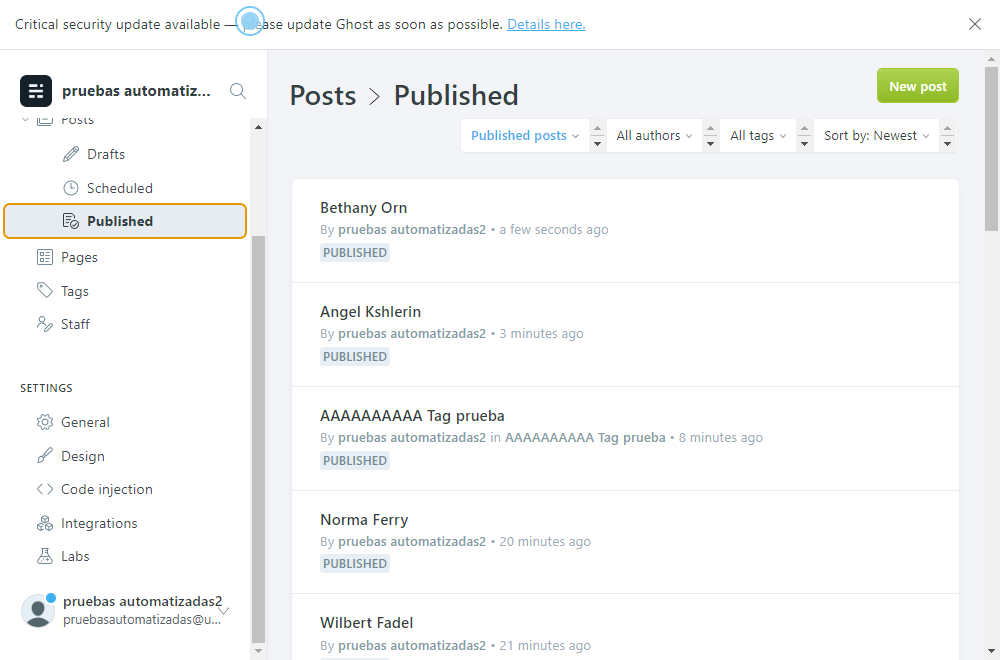 Critical security update available — please update Ghost as soon as possible. Details here.
pruebas automatiz...
Posts
Drafts
Scheduled
Published
Pages
Tags
Staff
SETTINGS
General
Design
Code injection
Integrations
Labs
pruebas automatizadas2
pruebasautomatizadas@u...
Posts > Published
New post
Published posts
All authors
All tags
Sort by: Newest
Bethany Orn
By pruebas automatizadas2 • a few seconds ago
PUBLISHED
Angel Kshlerin
By pruebas automatizadas2 • 3 minutes ago
PUBLISHED
AAAAAAAAAA Tag prueba
By pruebas automatizadas2 in AAAAAAAAAA Tag prueba • 8 minutes ago
PUBLISHED
Norma Ferry
By pruebas automatizadas2 • 20 minutes ago
PUBLISHED
Wilbert Fadel
By pruebas automatizadas2 • 21 minutes ago